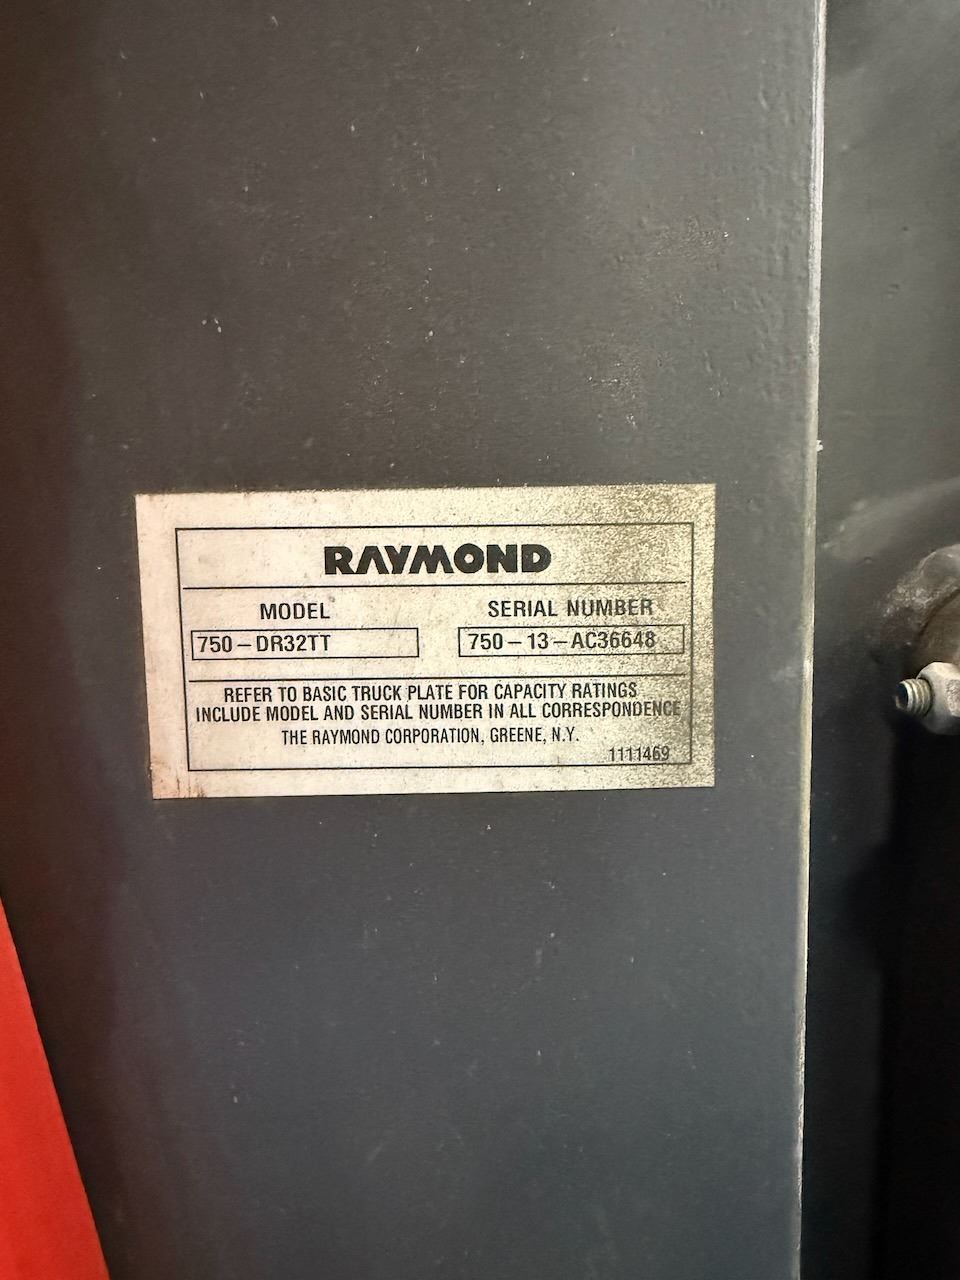 RAYMOND
MODEL SERIAL NUMBER
750-DR32TT 750-13-AC36648
REFER TO BASIC TRUCK PLATE FOR CAPACITY RATINGS
INCLUDE MODEL AND SERIAL NUMBER IN ALL CORRESPONDENCE
THE RAYMOND CORPORATION, GREENE, N.Y.
1111469